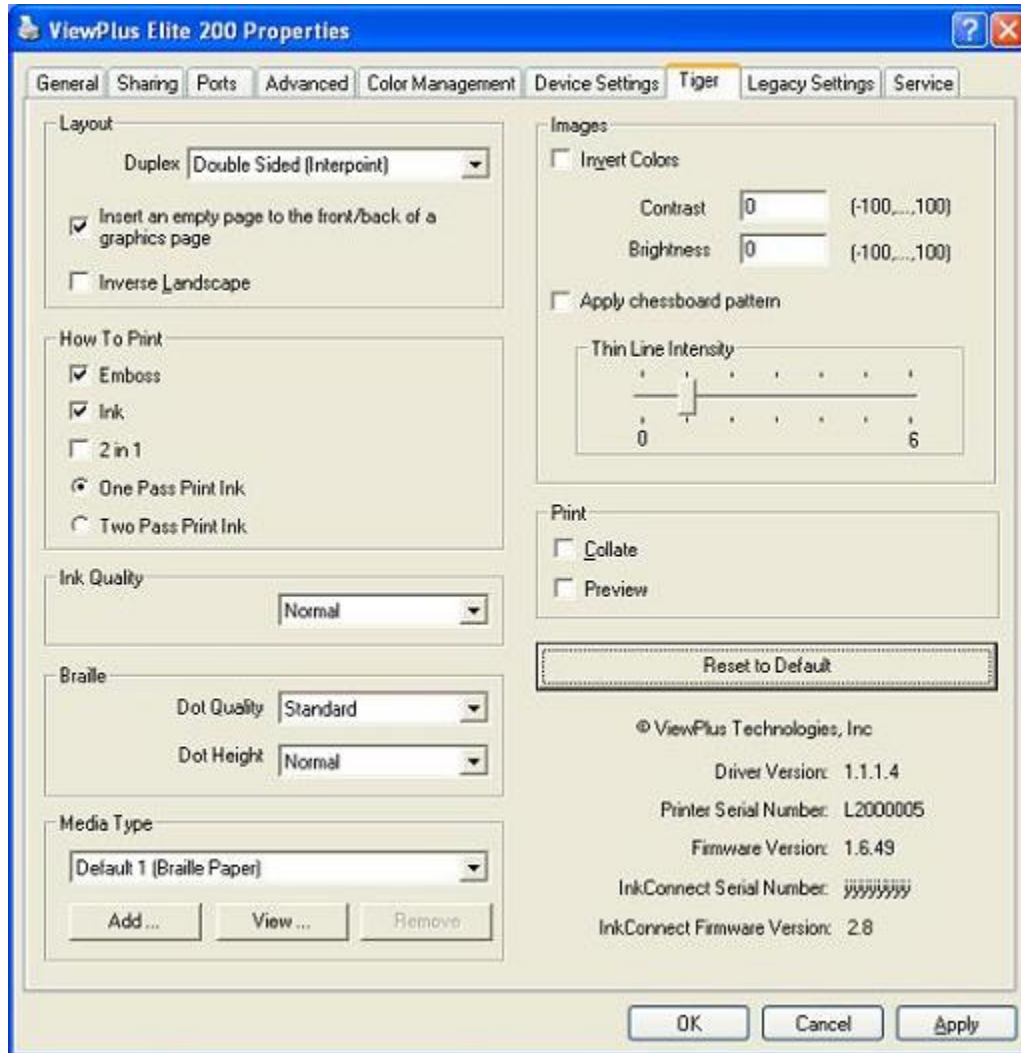 ViewPlus Elite 200 Properties
General Sharing Ports Advanced Color Management Device Settings Tiger Legacy Settings Service
Layout
Duplex Double Sided (Interpoint)
Insert an empty page to the front/back of a
graphics page
Inverse Landscape
How To Print
Emboss
Ink
2 in 1
One Pass Print Ink
Two Pass Print Ink
Ink Quality
Normal
Braille
Dot Quality Standard
Dot Height Normal
Media Type
Default 1 (Braille Paper)
Add ... View ... Remove
Images
Invert Colors
Contrast 0 (-100,...,100)
Brightness 0 (-100,...,100)
Apply chessboard pattern
Thin Line Intensity
0 6
Print
Collate
Preview
Reset to Default
© ViewPlus Technologies, Inc
Driver Version: 1.1.1.4
Printer Serial Number: L2000005
Firmware Version: 1.6.49
InkConnect Serial Number:
InkConnect Firmware Version: 2.8
OK Cancel Apply